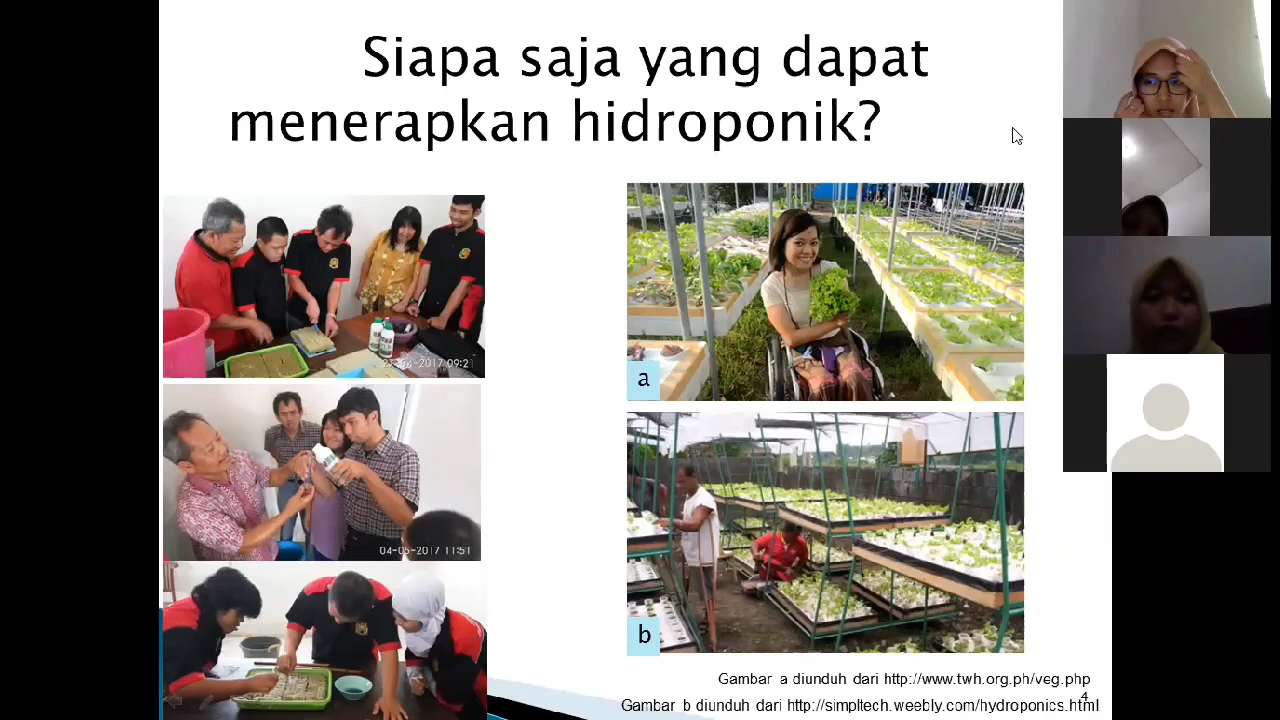 Siapa saja yang dapat
menerapkan hidroponik?
04-05-2017 11:51
a
b
Gambar a diunduh dari http://www.twh.org.ph/veg.php
4
Gambar b diunduh dari http://simpltech.weebly.com/hydroponics.html